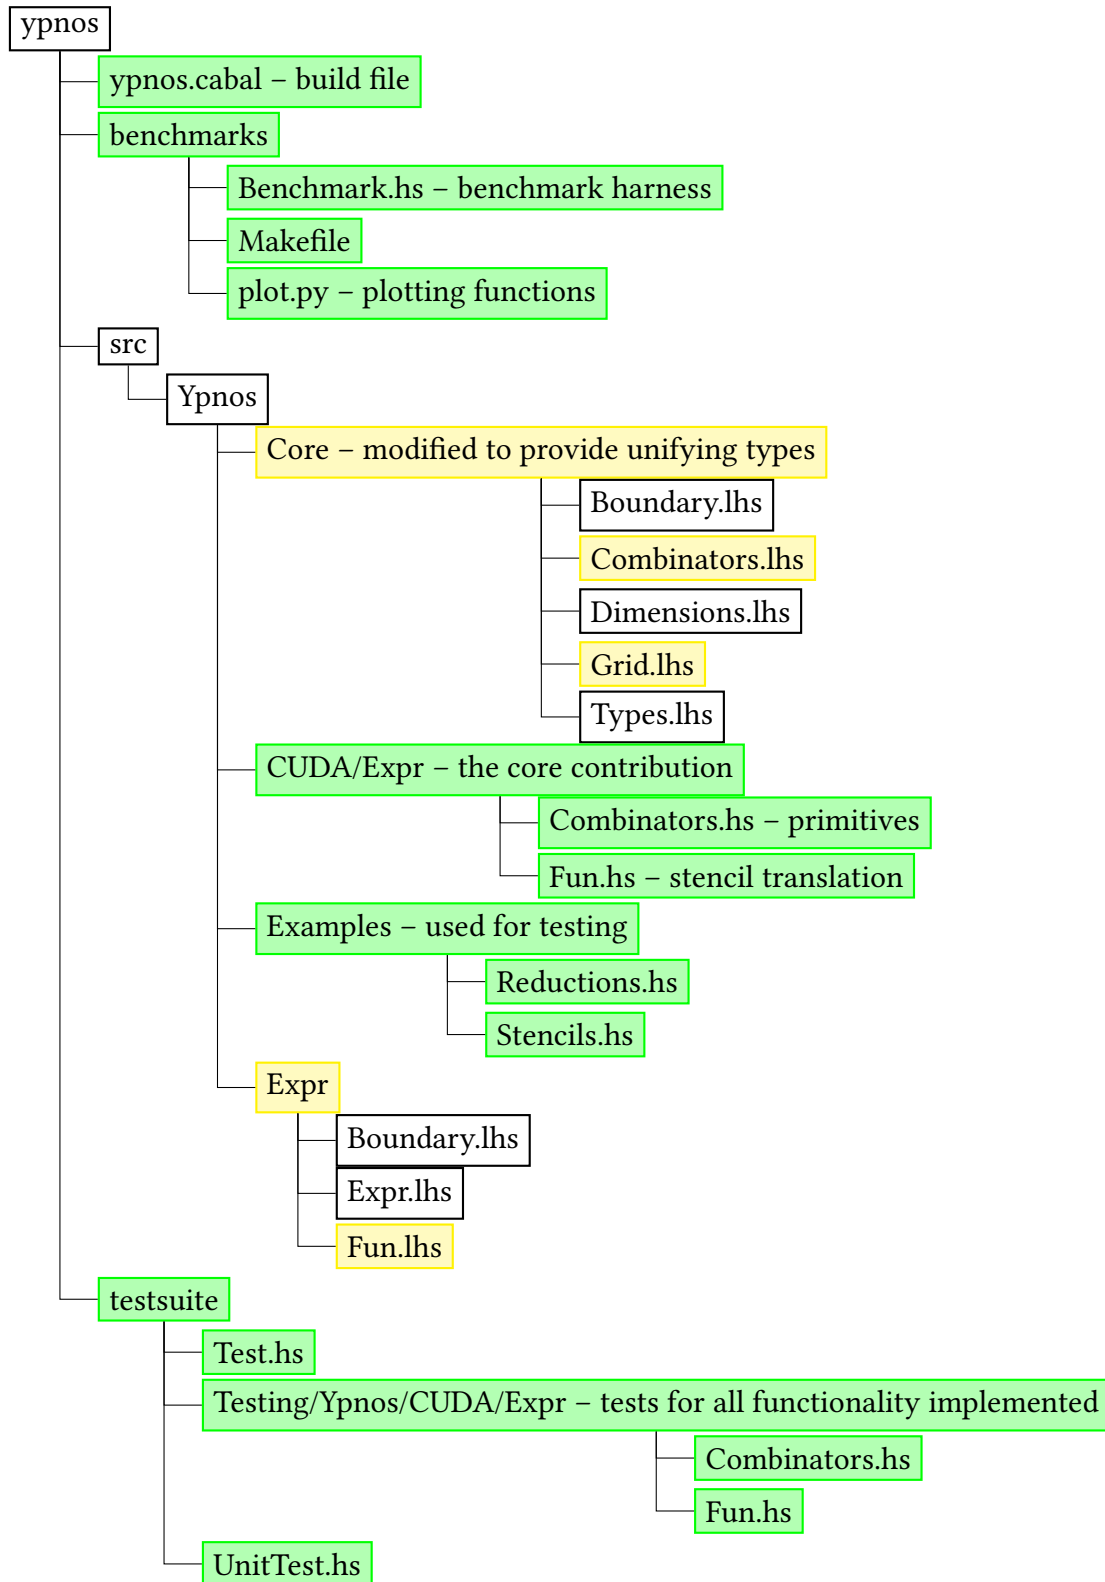 ypnos
ypnos.cabal – build file
benchmarks
Benchmark.hs – benchmark harness
Makefile
plot.py – plotting functions
src
Ypnos
Core – modified to provide unifying types
Boundary.lhs
Combinators.lhs
Dimensions.lhs
Grid.lhs
Types.lhs
CUDA/Expr – the core contribution
Combinators.hs – primitives
Fun.hs – stencil translation
Examples – used for testing
Reductions.hs
Stencils.hs
Expr
Boundary.lhs
Expr.lhs
Fun.lhs
testsuite
Test.hs
Testing/Ypnos/CUDA/Expr – tests for all functionality implemented
Combinators.hs
Fun.hs
UnitTest.hs